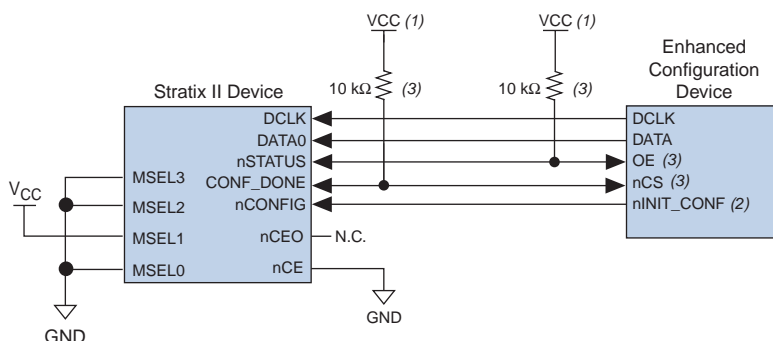 VCC (1)
VCC (1)
Enhanced
Configuration
Device
Stratix II Device
10 kΩ
(3)
10 kΩ
(3)
DCLK
DATA0
nSTATUS
CONF_DONE
nCONFIG
nCEO
N.C.
nCE
MSEL3
MSEL2
MSEL1
MSEL0
VCC
GND
GND
DCLK
DATA
OE (3)
nCS (3)
nINIT_CONF (2)